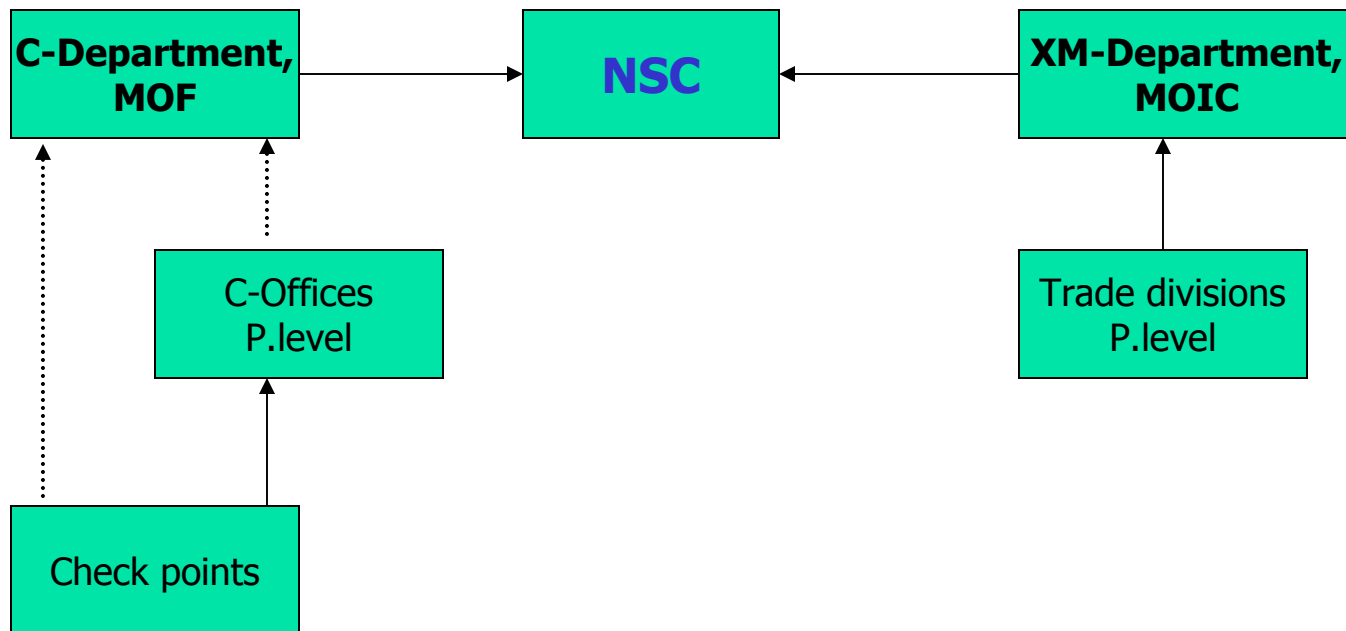 C-Department,
MOF
NSC
XM-Department,
MOIC
C-Offices
P.level
Trade divisions
P.level
Check points